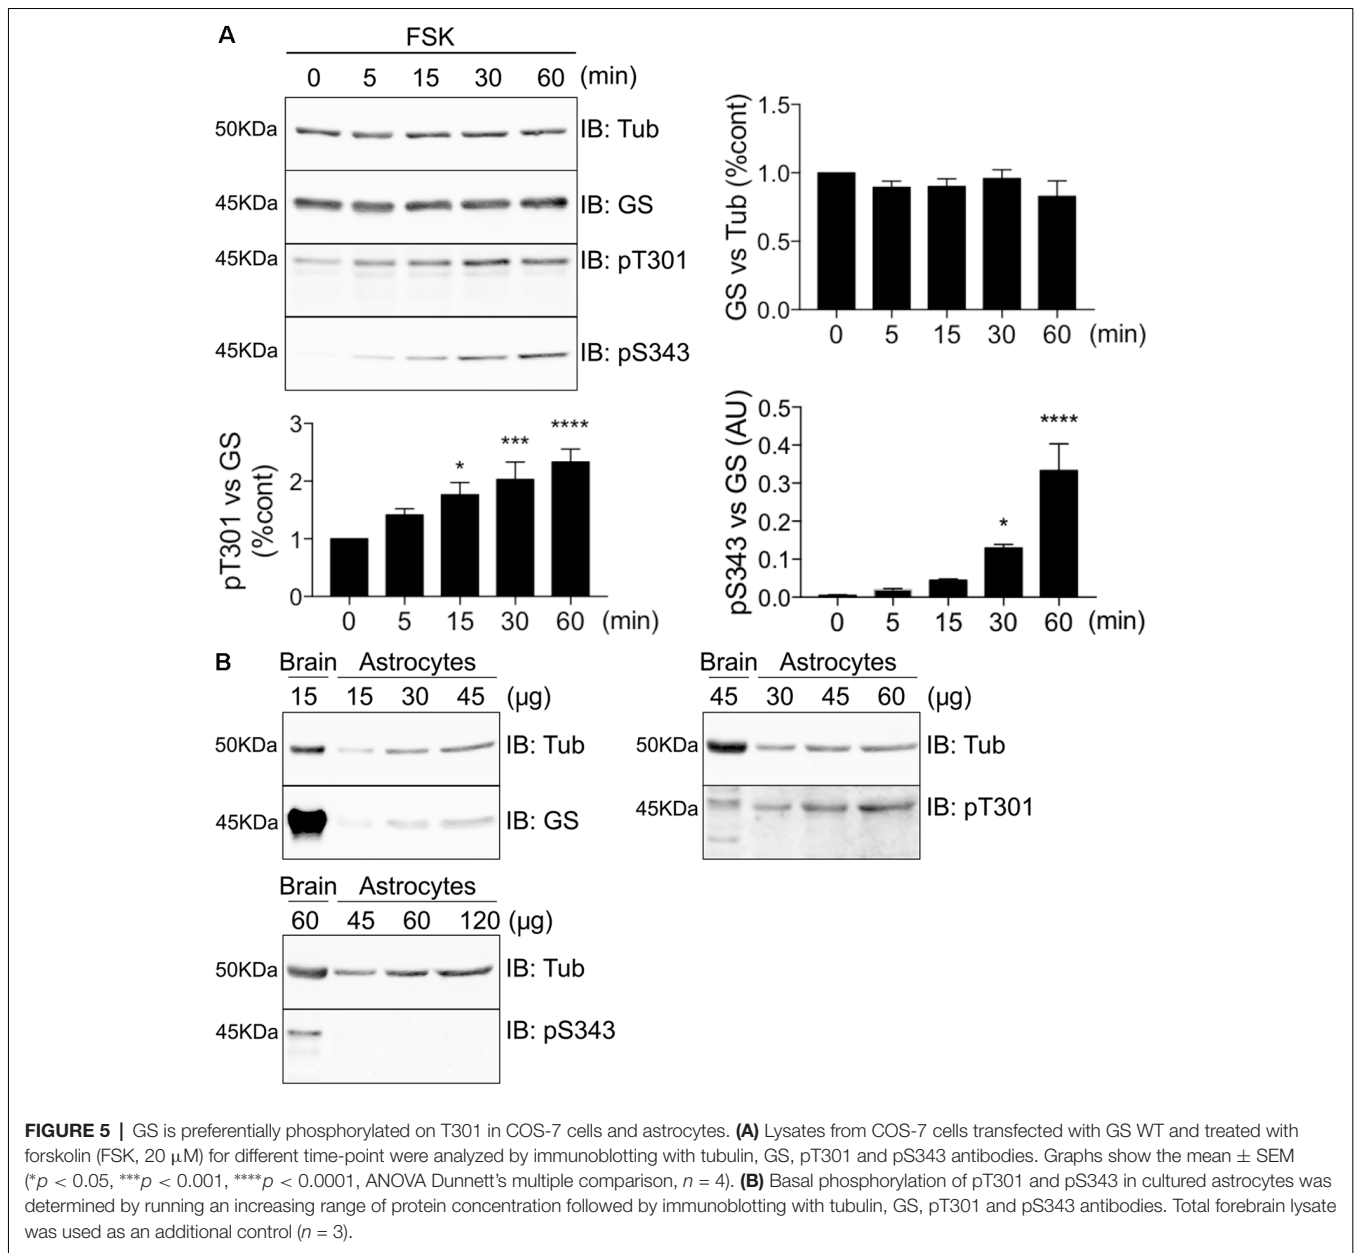 A
FSK
0 5 15 30 60 (min)
50KDa IB: Tub
45KDa IB: GS
45KDa IB: pT301
45KDa IB: pS343
GS vs Tub (%cont)
1.5
1.0
0.5
0.0
0 5 15 30 60 (min)
pT301 vs GS
(%cont)
3
2
1
0
* *** ****
0 5 15 30 60 (min)
pS343 vs GS (AU)
0.5
0.4
0.3
0.2
0.1
0.0
* ****
0 5 15 30 60 (min)
B
Brain Astrocytes
15 15 30 45 (µg)
50KDa IB: Tub
45KDa IB: GS
Brain Astrocytes
45 30 45 60 (µg)
50KDa IB: Tub
45KDa IB: pT301
Brain Astrocytes
60 45 60 120 (µg)
50KDa IB: Tub
45KDa IB: pS343
FIGURE 5 | GS is preferentially phosphorylated on T301 in COS-7 cells and astrocytes. (A) Lysates from COS-7 cells transfected with GS WT and treated with
forskolin (FSK, 20 µM) for different time-point were analyzed by immunoblotting with tubulin, GS, pT301 and pS343 antibodies. Graphs show the mean ± SEM
(*p < 0.05, ***p < 0.001, ****p < 0.0001, ANOVA Dunnett's multiple comparison, n = 4). (B) Basal phosphorylation of pT301 and pS343 in cultured astrocytes was
determined by running an increasing range of protein concentration followed by immunoblotting with tubulin, GS, pT301 and pS343 antibodies. Total forebrain lysate
was used as an additional control (n = 3).